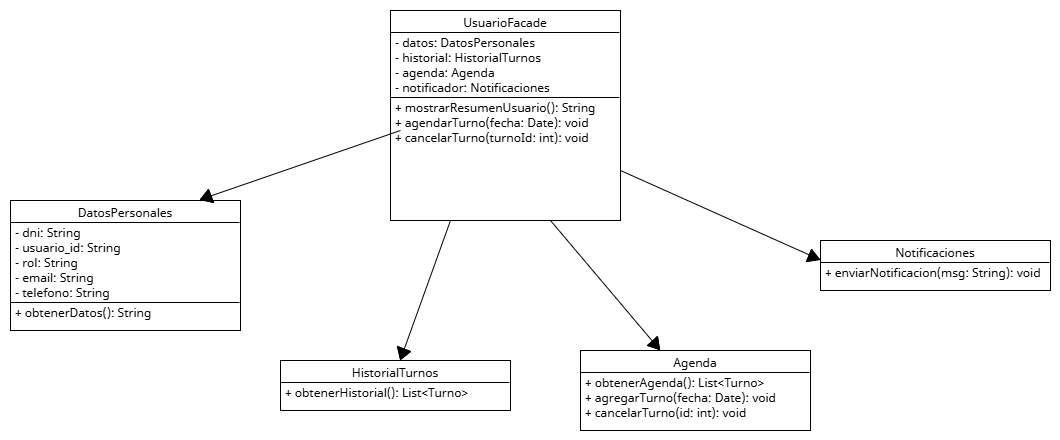 UsuarioFacade
- datos: DatosPersonales
- historial: HistorialTurnos
- agenda: Agenda
- notificador: Notificaciones
+ mostrarResumenUsuario(): String
+ agendarTurno(fecha: Date): void
+ cancelarTurno(turnoId: int): void
DatosPersonales
- dni: String
- usuario_id: String
- rol: String
- email: String
- telefono: String
+ obtenerDatos(): String
HistorialTurnos
+ obtenerHistorial(): List<Turno>
Agenda
+ obtenerAgenda(): List<Turno>
+ agregarTurno(fecha: Date): void
+ cancelarTurno(id: int): void
Notificaciones
+ enviarNotificacion(msg: String): void